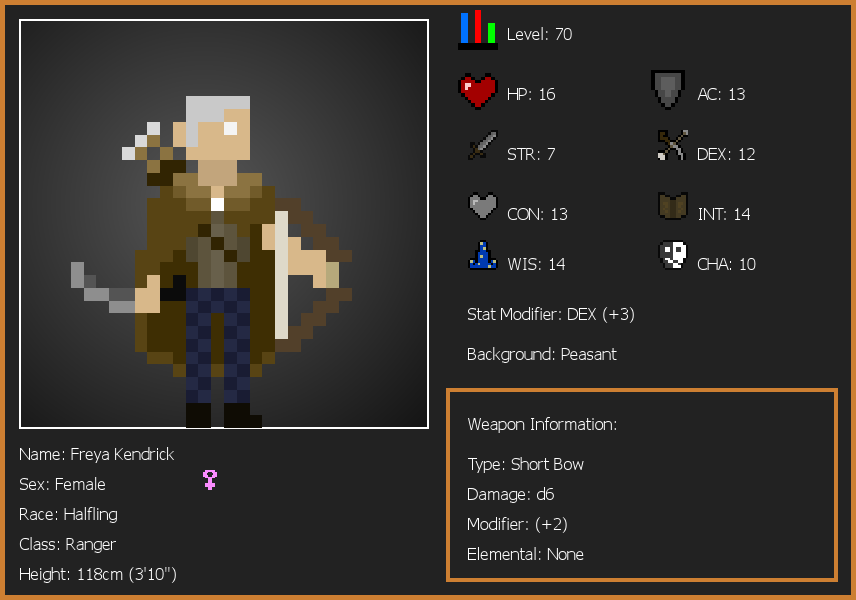 Level: 70
HP: 16
AC: 13
STR: 7
DEX: 12
CON: 13
INT: 14
WIS: 14
CHA: 10
Stat Modifier: DEX (+3)
Background: Peasant
Weapon Information:
Type: Short Bow
Damage: d6
Modifier: (+2)
Elemental: None
Name: Freya Kendrick
Sex: Female
Race: Halfling
Class: Ranger
Height: 118cm (3'10")